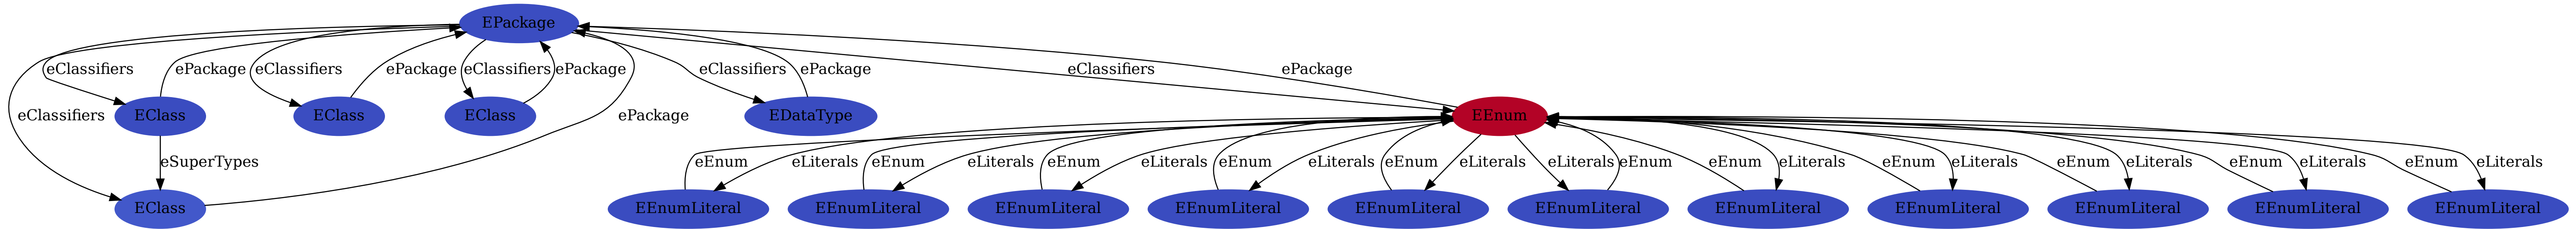 EPackage
eClassifiers ePackage eClassifiers ePackage eClassifiers ePackage eClassifiers ePackage eClassifiers ePackage
eClassifiers EClass EClass EClass ePackage EDataType EEnum
eSuperTypes eEnum eLiterals eEnum eLiterals eEnum eLiterals eEnum eLiterals eEnum eLiterals eLiterals eEnum eEnum eLiterals eEnum eLiterals eEnum eLiterals eEnum eLiterals eEnum eLiterals
EClass EEnumLiteral EEnumLiteral EEnumLiteral EEnumLiteral EEnumLiteral EEnumLiteral EEnumLiteral EEnumLiteral EEnumLiteral EEnumLiteral EEnumLiteral